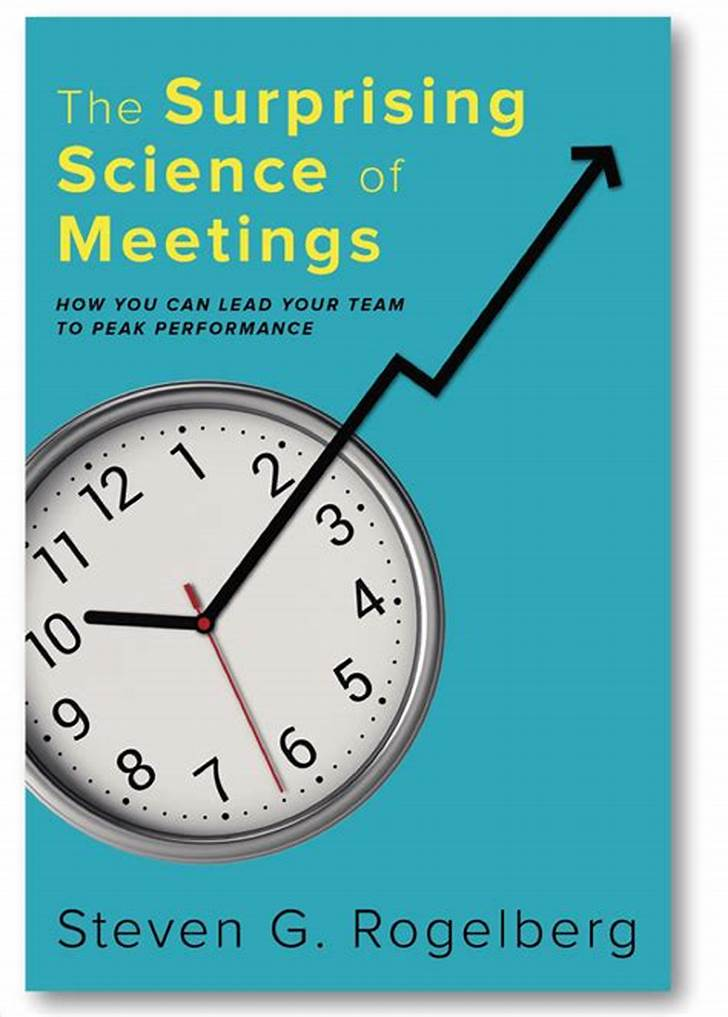 The Surprising
Science of
Meetings
HOW YOU CAN LEAD YOUR TEAM
TO PEAK PERFORMANCE
12
1
2
3
4
5
6
7
8
9
10
11
Steven G. Rogelberg